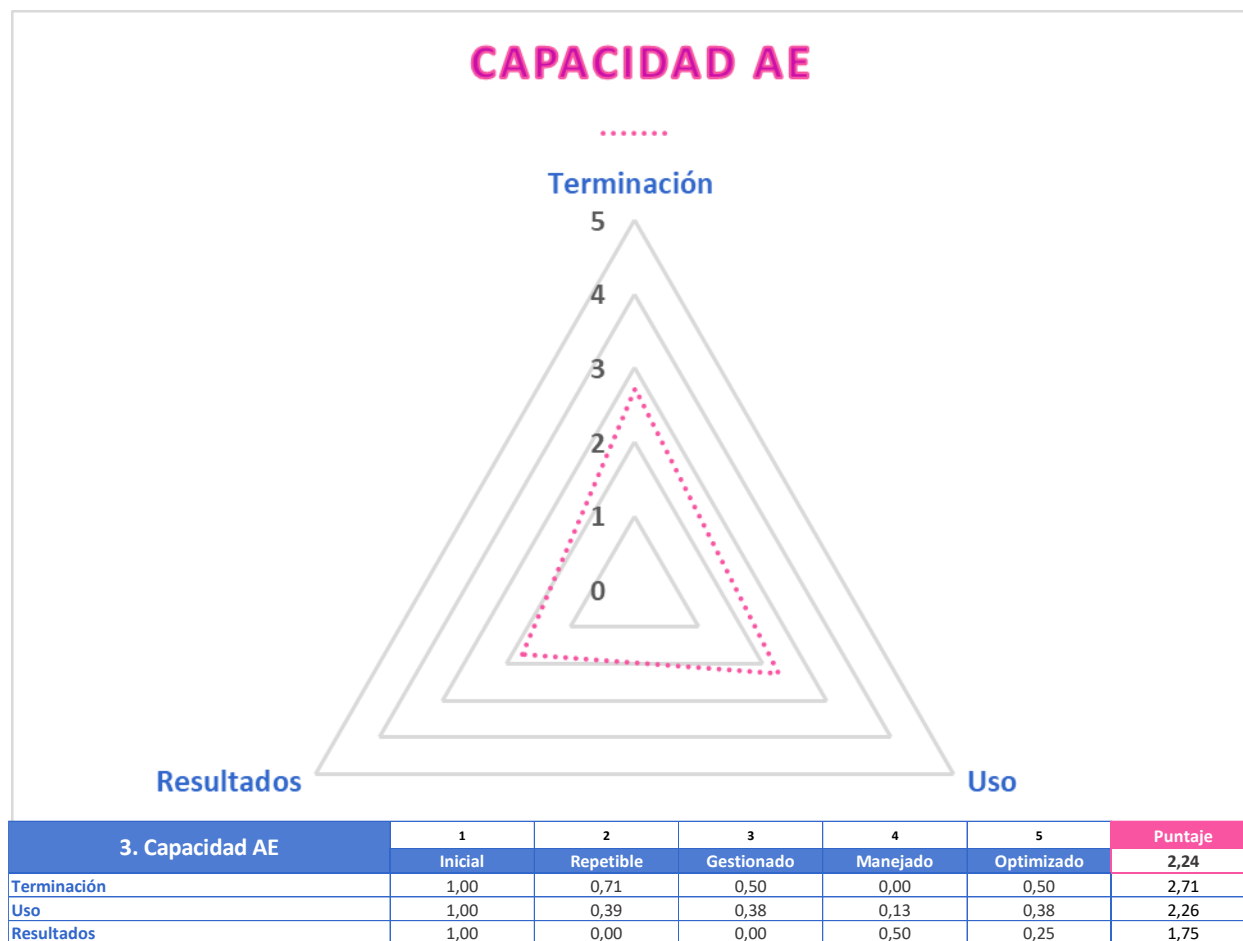 CAPACIDAD AE
Terminación
5
4
3
2
1
0
Resultados
Uso
3. Capacidad AE 1 2 3 4 5 Puntaje
Inicial Repetible Gestionado Manejado Optimizado 2,24
Terminación 1,00 0,71 0,50 0,00 0,50 2,71
Uso 1,00 0,39 0,38 0,13 0,38 2,26
Resultados 1,00 0,00 0,00 0,50 0,25 1,75